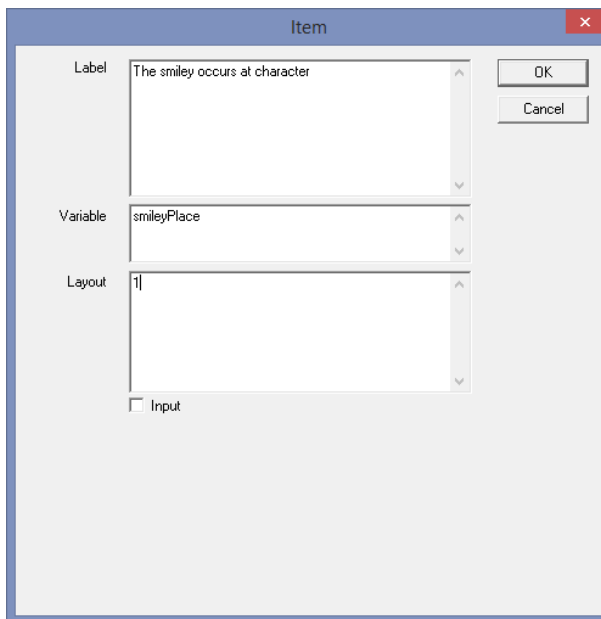 Item
Label
The smiley occurs at character
OK
Cancel
Variable
smileyPlace
Layout
1
Input